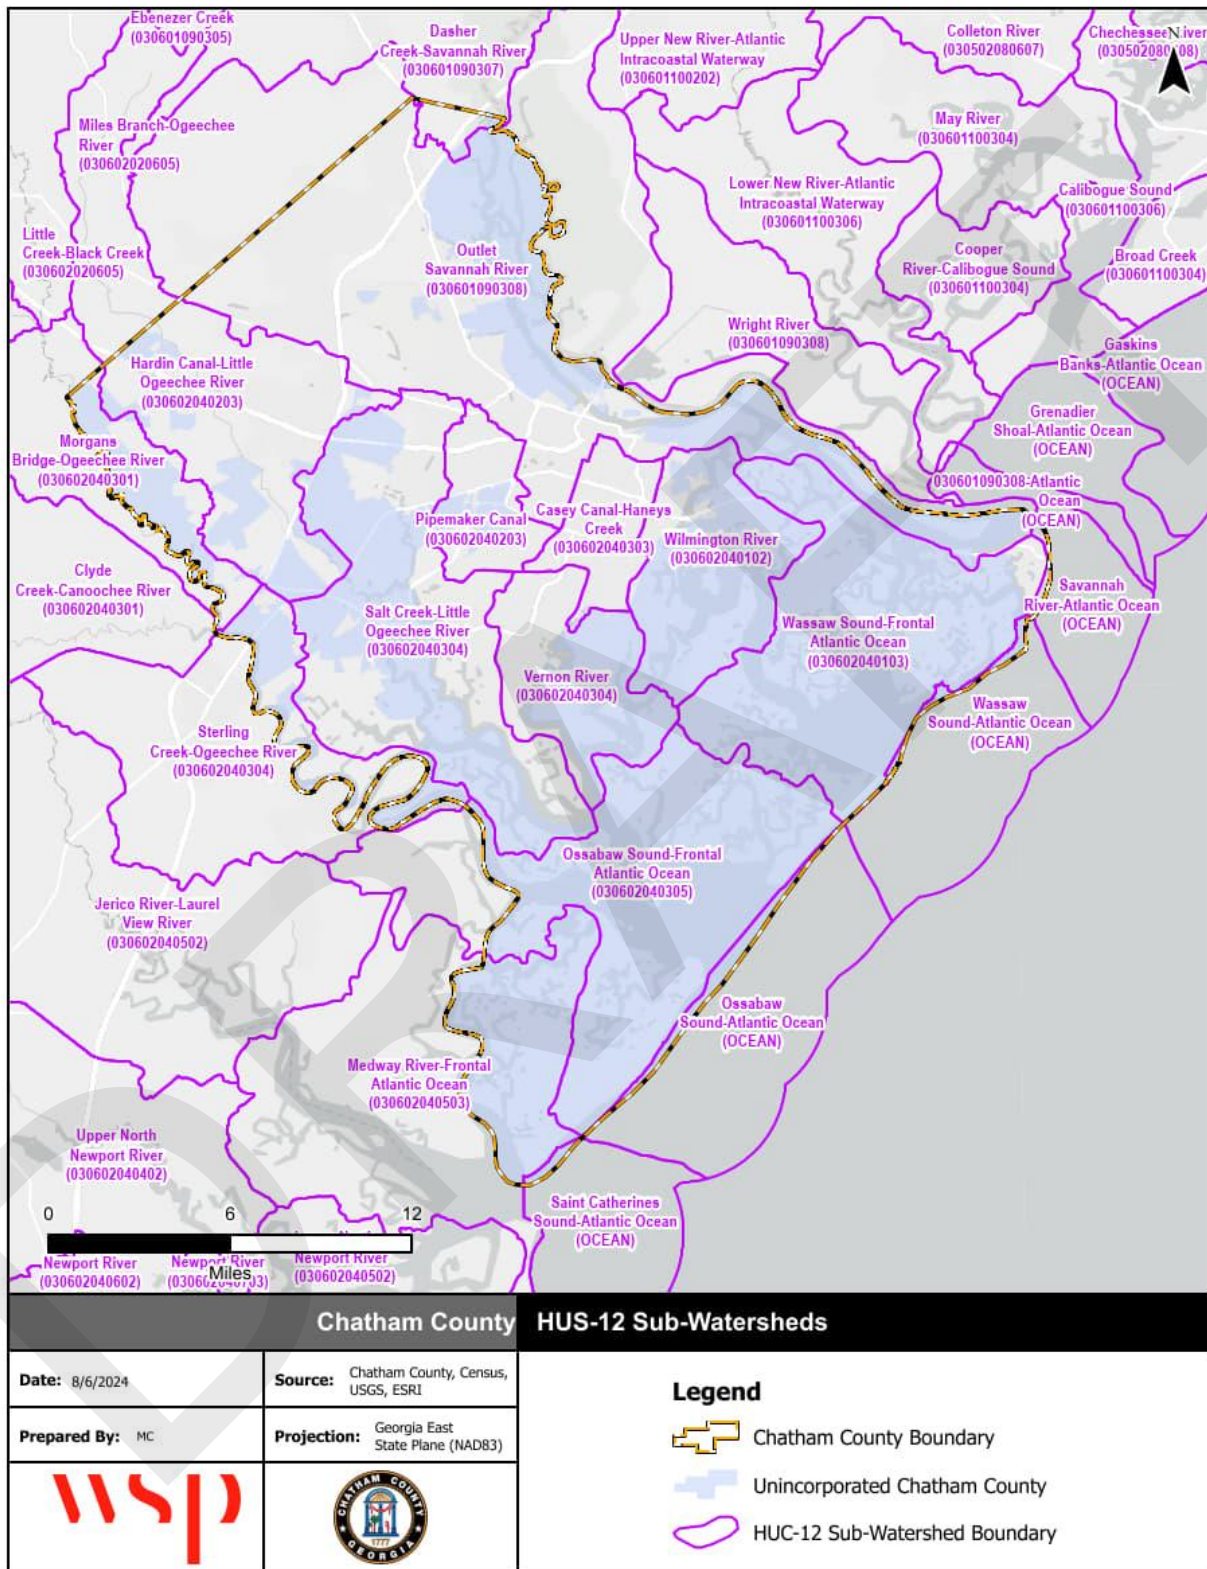 Ebenezer Creek
(030601090305)
Dasher
Creek-Savannah River
(030601090307)
Upper New River-Atlantic
Intracoastal Waterway
(030601100202)
Colleton River
(030502080607)
N
Miles Branch-Ogeechee
River
(030602020605)
May River
(030601100304)
Lower New River-Atlantic
Intracoastal Waterway
(030601100306)
Calibogue Sound
(030601100306)
Little
Creek-Black Creek
(030602020605)
Outlet
Savannah River
(030601090308)
Cooper
River-Calibogue Sound
(030601100304)
Broad Creek
(030601100304)
Wright River
(030601090308)
Gaskins
Banks-Atlantic Ocean
(OCEAN)
Hardin Canal-Little
Ogeechee River
(030602040203)
Grenadier
Shoal-Atlantic Ocean
(OCEAN)
Morgans
Bridge-Ogeechee River
(030602040301)
030601090308-Atlantic
Ocean
(OCEAN)
Pipemaker Canal
(030602040203)
Casey Canal-Haneys
Creek
(030602040303)
Wilmington River
(030602040102)
Clyde
Creek-Canoochee River
(030602040301)
Savannah
River-Atlantic Ocean
(OCEAN)
Salt Creek-Little
Ogeechee River
(030602040304)
Wassaw Sound-Frontal
Atlantic Ocean
(030602040103)
Vernon River
(030602040304)
Wassaw
Sound-Atlantic Ocean
(OCEAN)
Sterling
Creek-Ogeechee River
(030602040304)
Ossabaw Sound-Frontal
Atlantic Ocean
(030602040305)
Jerico River-Laurel
View River
(030602040502)
Ossabaw
Sound-Atlantic Ocean
(OCEAN)
Medway River-Frontal
Atlantic Ocean
(030602040503)
Upper North
Newport River
(030602040402)
Saint Catherines
Sound-Atlantic Ocean
(OCEAN)
0 6 12
Miles
Newport River
(030602040602)
Newport River
Newport River
(030602040502)
DRAFT
Chatham County HUS-12 Sub-Watersheds
Date: 8/6/2024
Source: Chatham County, Census,
USGS, ESRI
Prepared By: MC
Projection: Georgia East
State Plane (NAD83)
wsp
CHATHAM COUNTY
1777
GEORGIA
Legend
Chatham County Boundary
Unincorporated Chatham County
HUC-12 Sub-Watershed Boundary